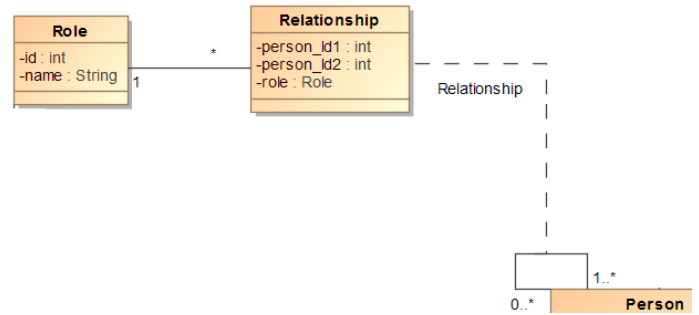 Role
-id : int
-name : String
1
*
Relationship
-person_Id1 : int
-person_Id2 : int
-role : Role
Relationship
1..*
0..*
Person